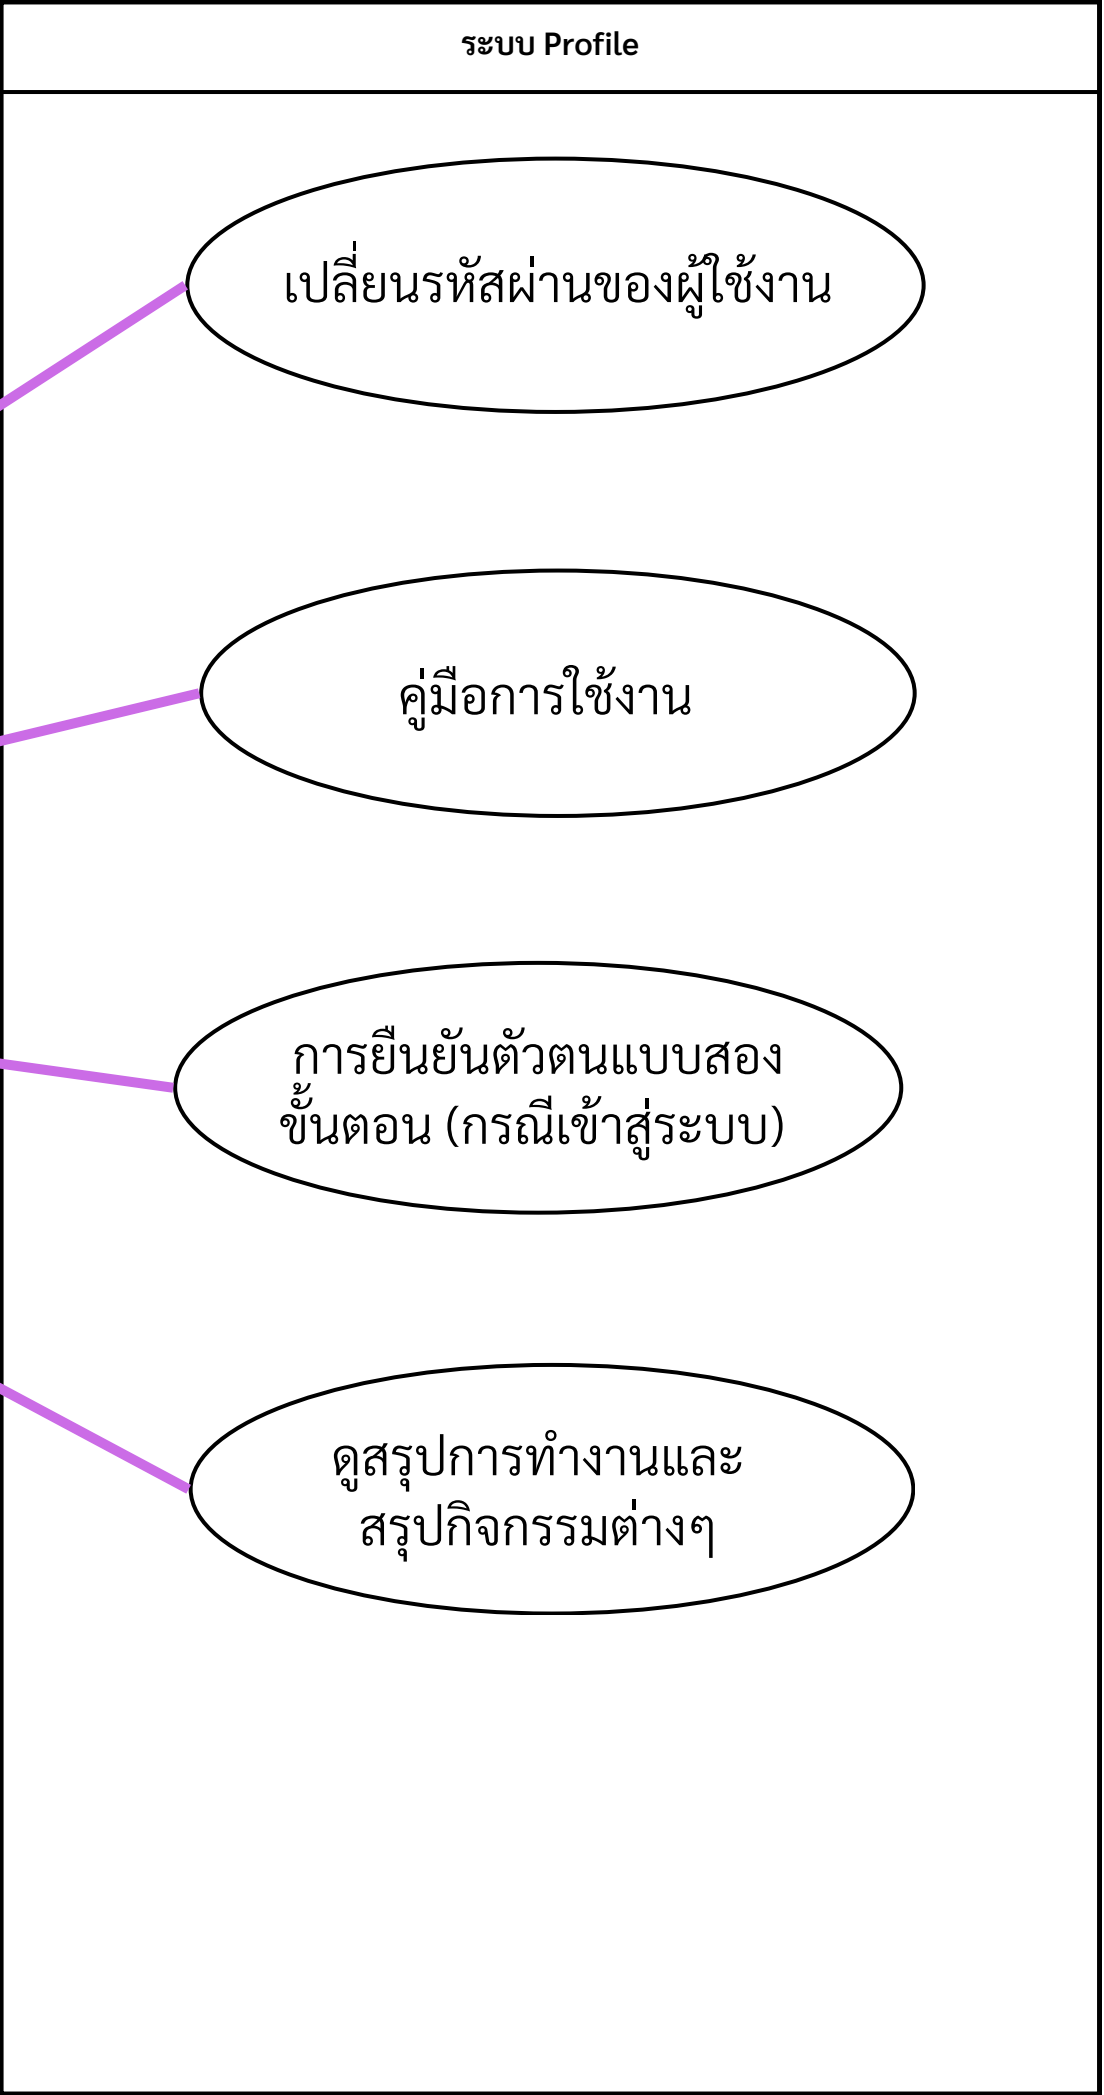 ระบบ Profile
เปลี่ยนรหัสผ่านของผู้ใช้งาน
คู่มือการใช้งาน
การยืนยันตัวตนแบบสอง
ขั้นตอน (กรณีเข้าสู่ระบบ)
ดูสรุปการทำงานและ
สรุปกิจกรรมต่างๆ